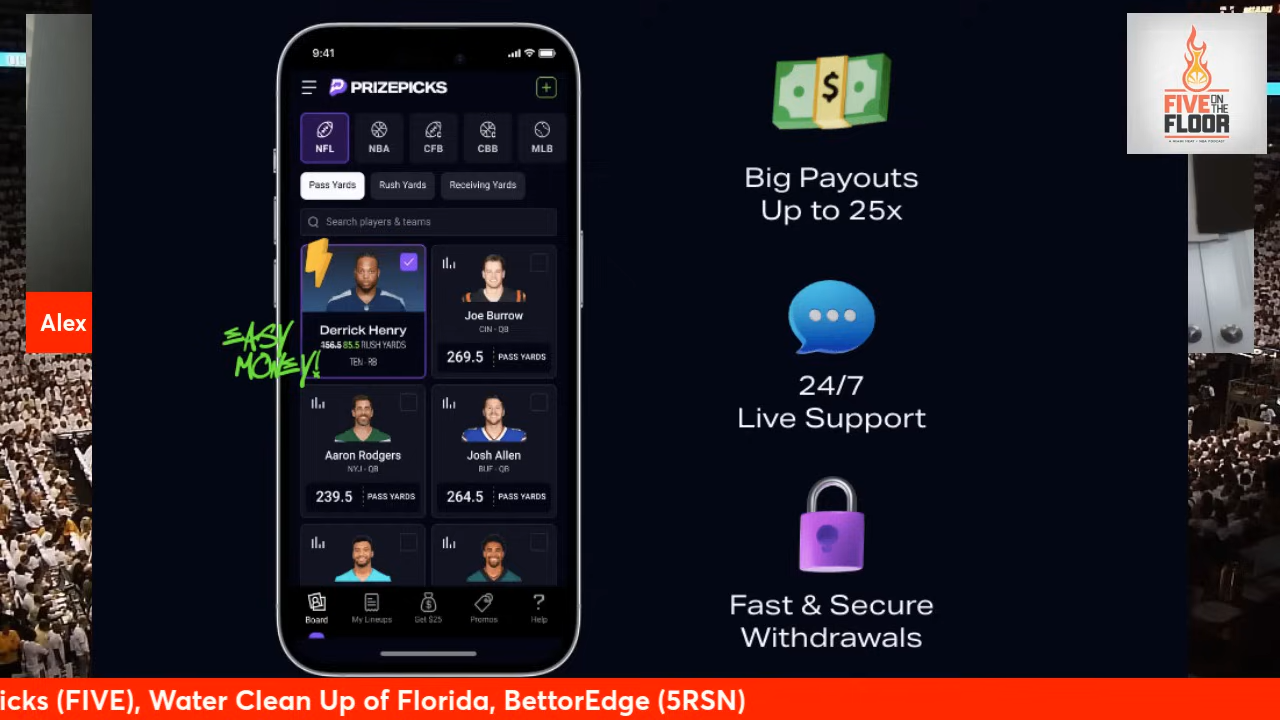 9:41
PRIZEPICKS
NFL
NBA
CFB
CBB
MLB
Pass Yards
Rush Yards
Receiving Yards
Search players & teams
Derrick Henry
156.5 85.5 RUSH YARDS
TEN - RB
EASY
MONEY!
Joe Burrow
CIN - QB
269.5 PASS YARDS
Aaron Rodgers
NYJ - QB
239.5 PASS YARDS
Josh Allen
BUF - QB
264.5 PASS YARDS
Board
My Lineups
Get $25
Promos
Help
$
Big Payouts
Up to 25x
24/7
Live Support
Fast & Secure
Withdrawals
FIVE ON THE
FLOOR
Alex
MIAMI
icks (FIVE), Water Clean Up of Florida, BettorEdge (5RSN)